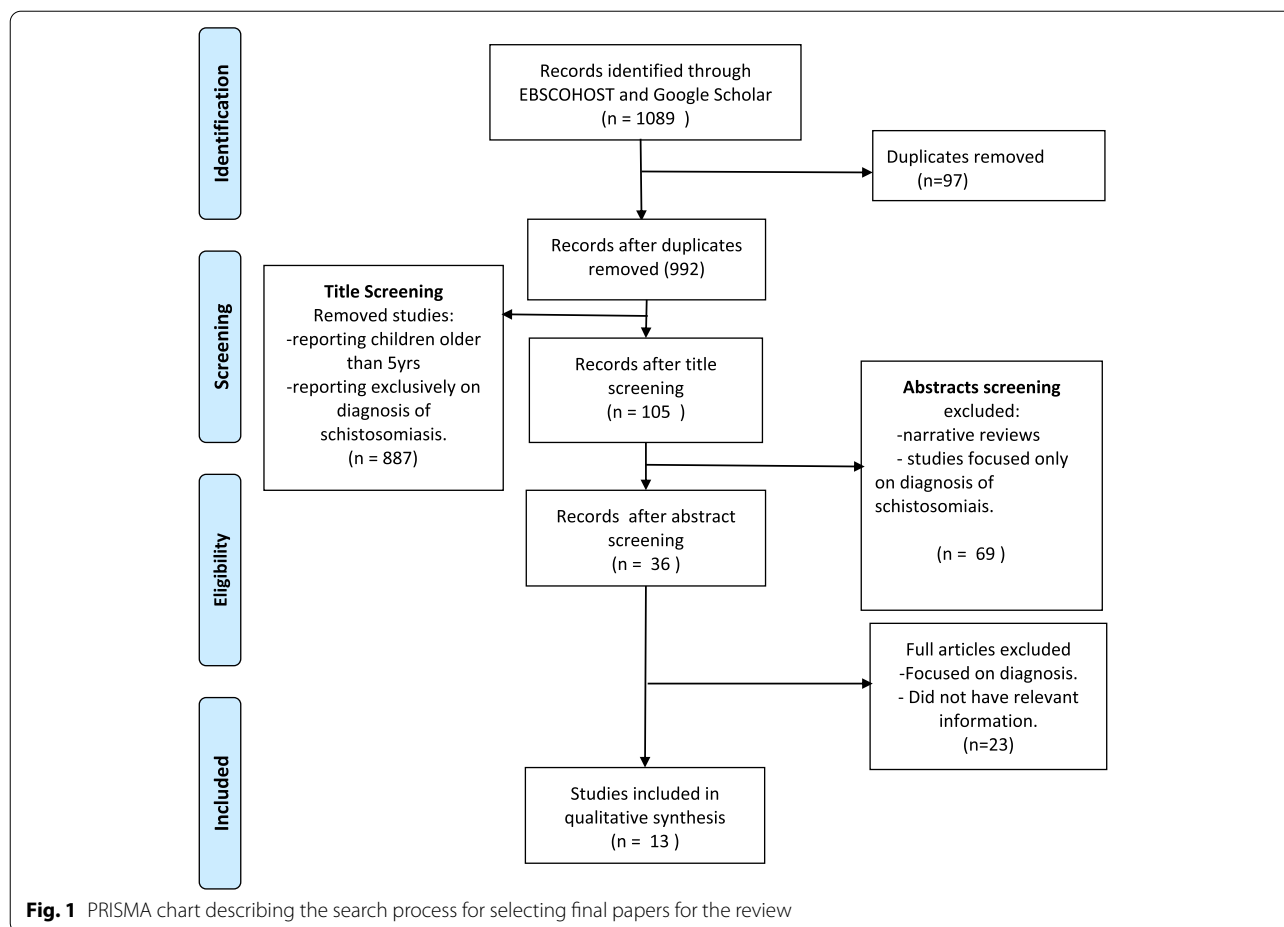 Identification
Records identified through
EBSCOHOST and Google Scholar
(n = 1089 )
Duplicates removed
(n=97)
Records after duplicates
removed (992)
Screening
Title Screening
Removed studies:
-reporting children older
than 5yrs
-reporting exclusively on
diagnosis of
schistosomiasis.
(n = 887)
Records after title
screening
(n = 105 )
Abstracts screening
excluded:
-narrative reviews
- studies focused only
on diagnosis of
schistosomiais.
(n = 69 )
Eligibility
Records after abstract
screening
(n = 36 )
Full articles excluded
-Focused on diagnosis.
- Did not have relevant
information.
(n=23)
Included
Studies included in
qualitative synthesis
(n = 13 )
Fig. 1 PRISMA chart describing the search process for selecting final papers for the review